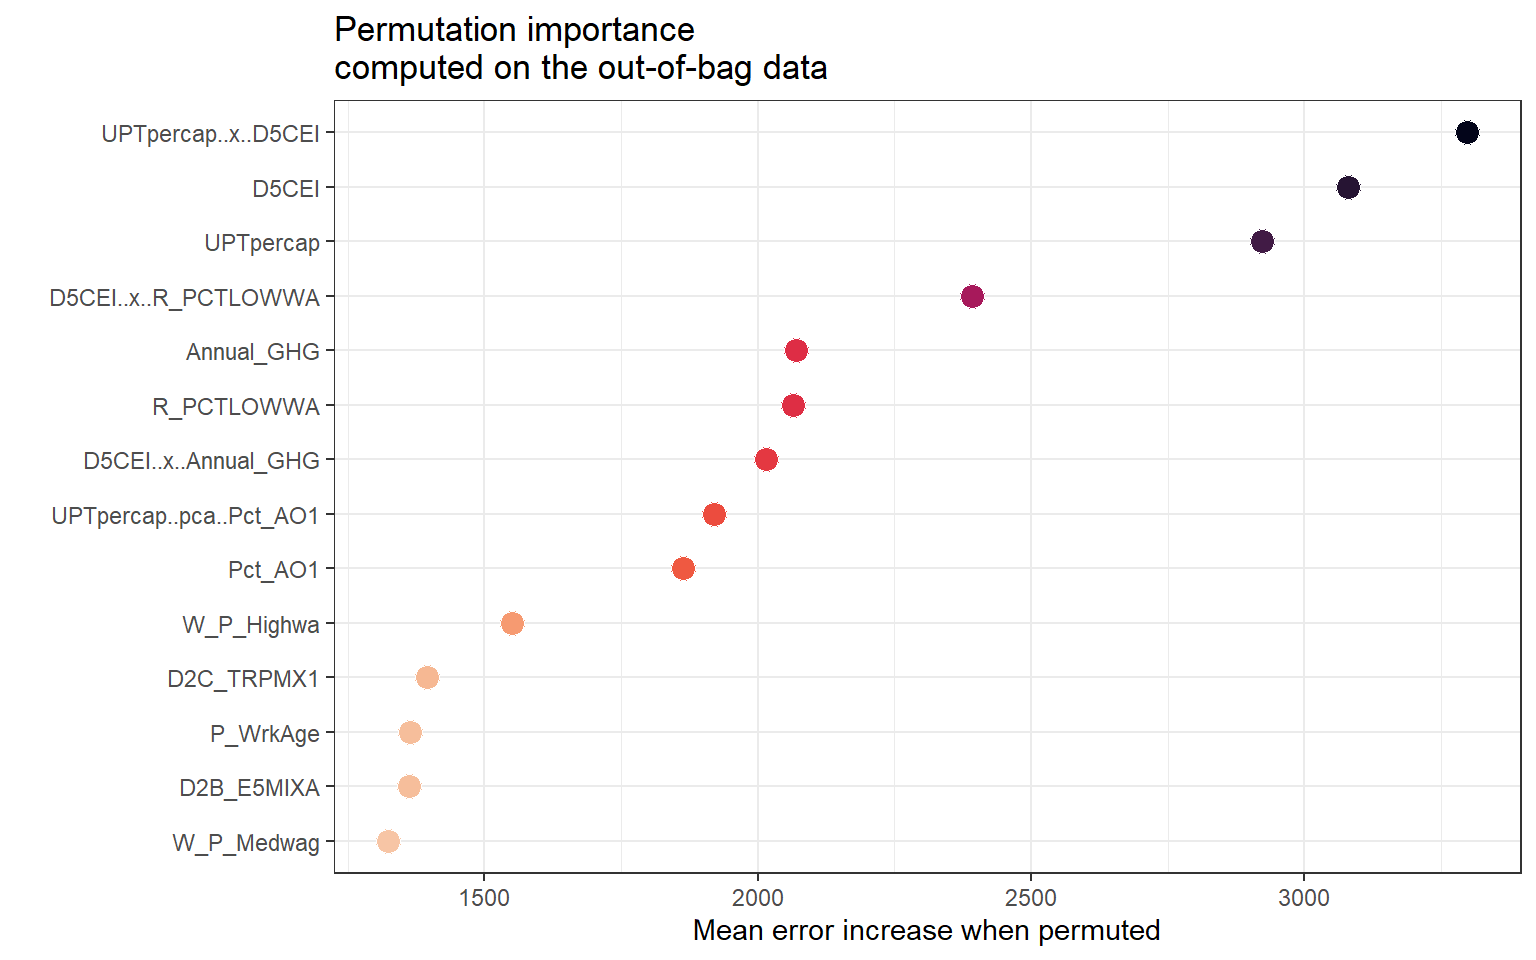 Permutation importance
computed on the out-of-bag data
UPTpercap..x..D5CEI
D5CEI
UPTpercap
D5CEI..x..R_PCTLOWWA
Annual_GHG
R_PCTLOWWA
D5CEI..x..Annual_GHG
UPTpercap..pca..Pct_AO1
Pct_AO1
W_P_Highwa
D2C_TRPMX1
P_WrkAge
D2B_E5MIXA
W_P_Medwag
1500 2000 2500 3000
Mean error increase when permuted